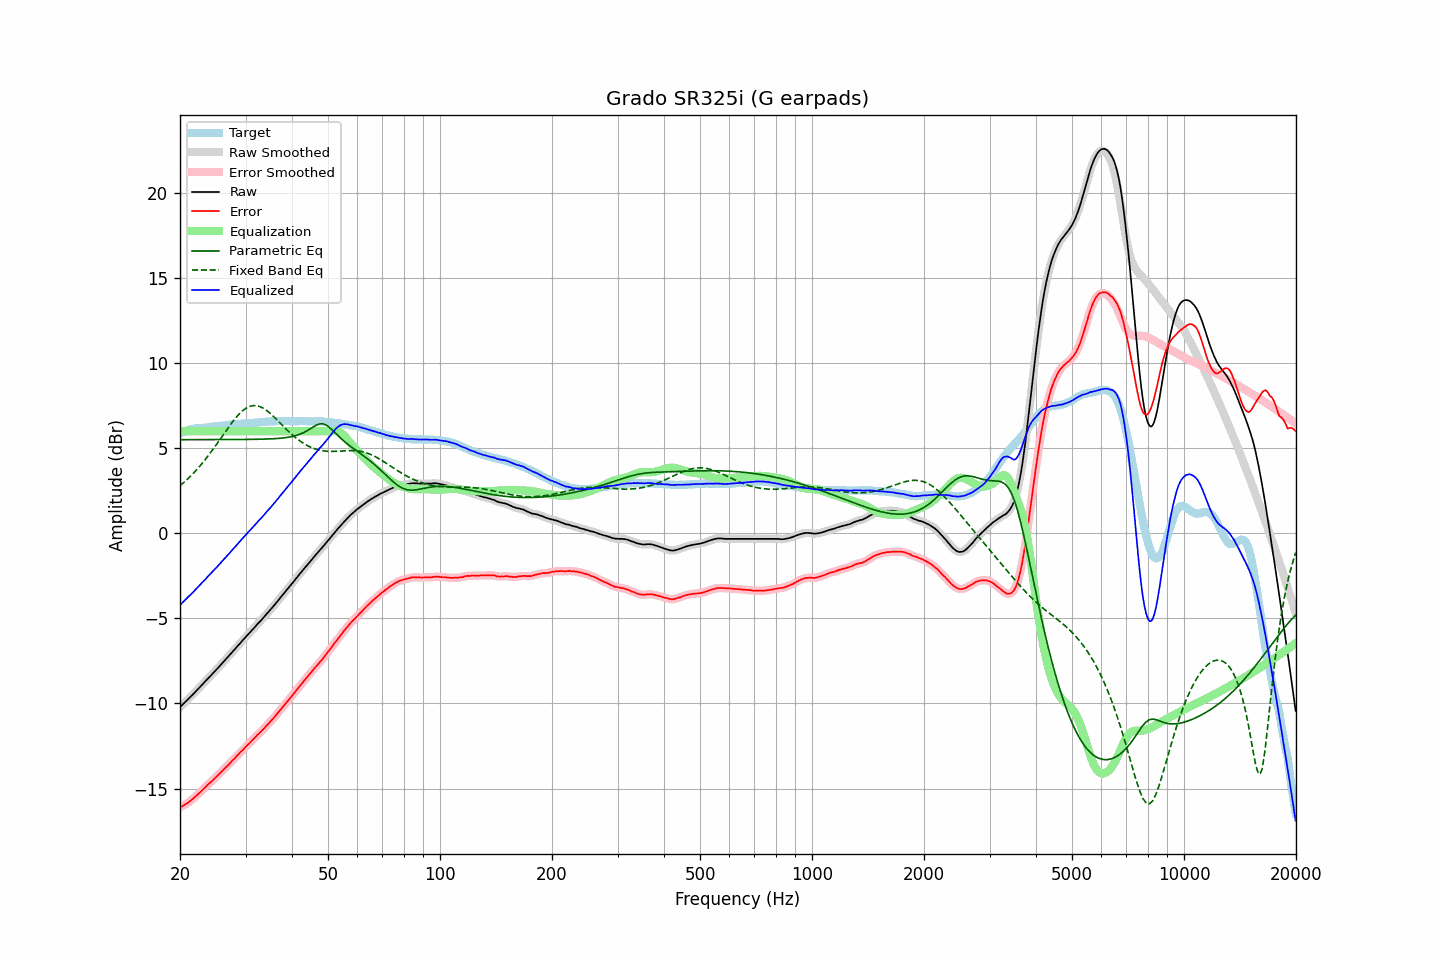 Grado SR325i (G earpads)
Target
Raw Smoothed
Error Smoothed
Raw
Error
Equalization
Parametric Eq
Fixed Band Eq
Equalized
Amplitude (dBr)
20
15
10
5
0
−5
−10
−15
20 50 100 200 500 1000 2000 5000 10000 20000
Frequency (Hz)